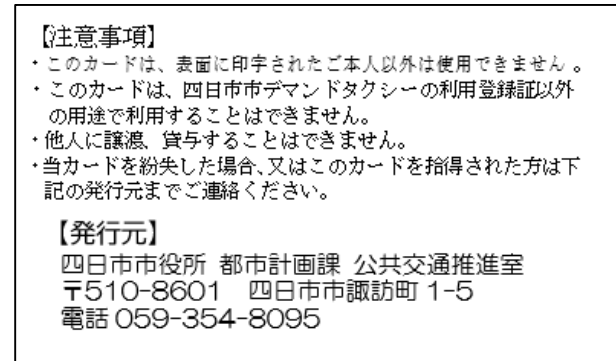 【注意事項】
・このカードは、表面に印字されたご本人以外は使用できません 。
・このカードは、四日市市デマンドタクシーの利用登録証以外
の用途で利用することはできません。
・他人に譲渡、貸与することはできません。
・当カードを紛失した場合、又はこのカードを指得された方は下
記の発行元までご連絡ください。
【発行元】
四日市市役所 都市計画課 公共交通推進室
〒510-8601 四日市市諏訪町 1-5
電話 059-354-8095